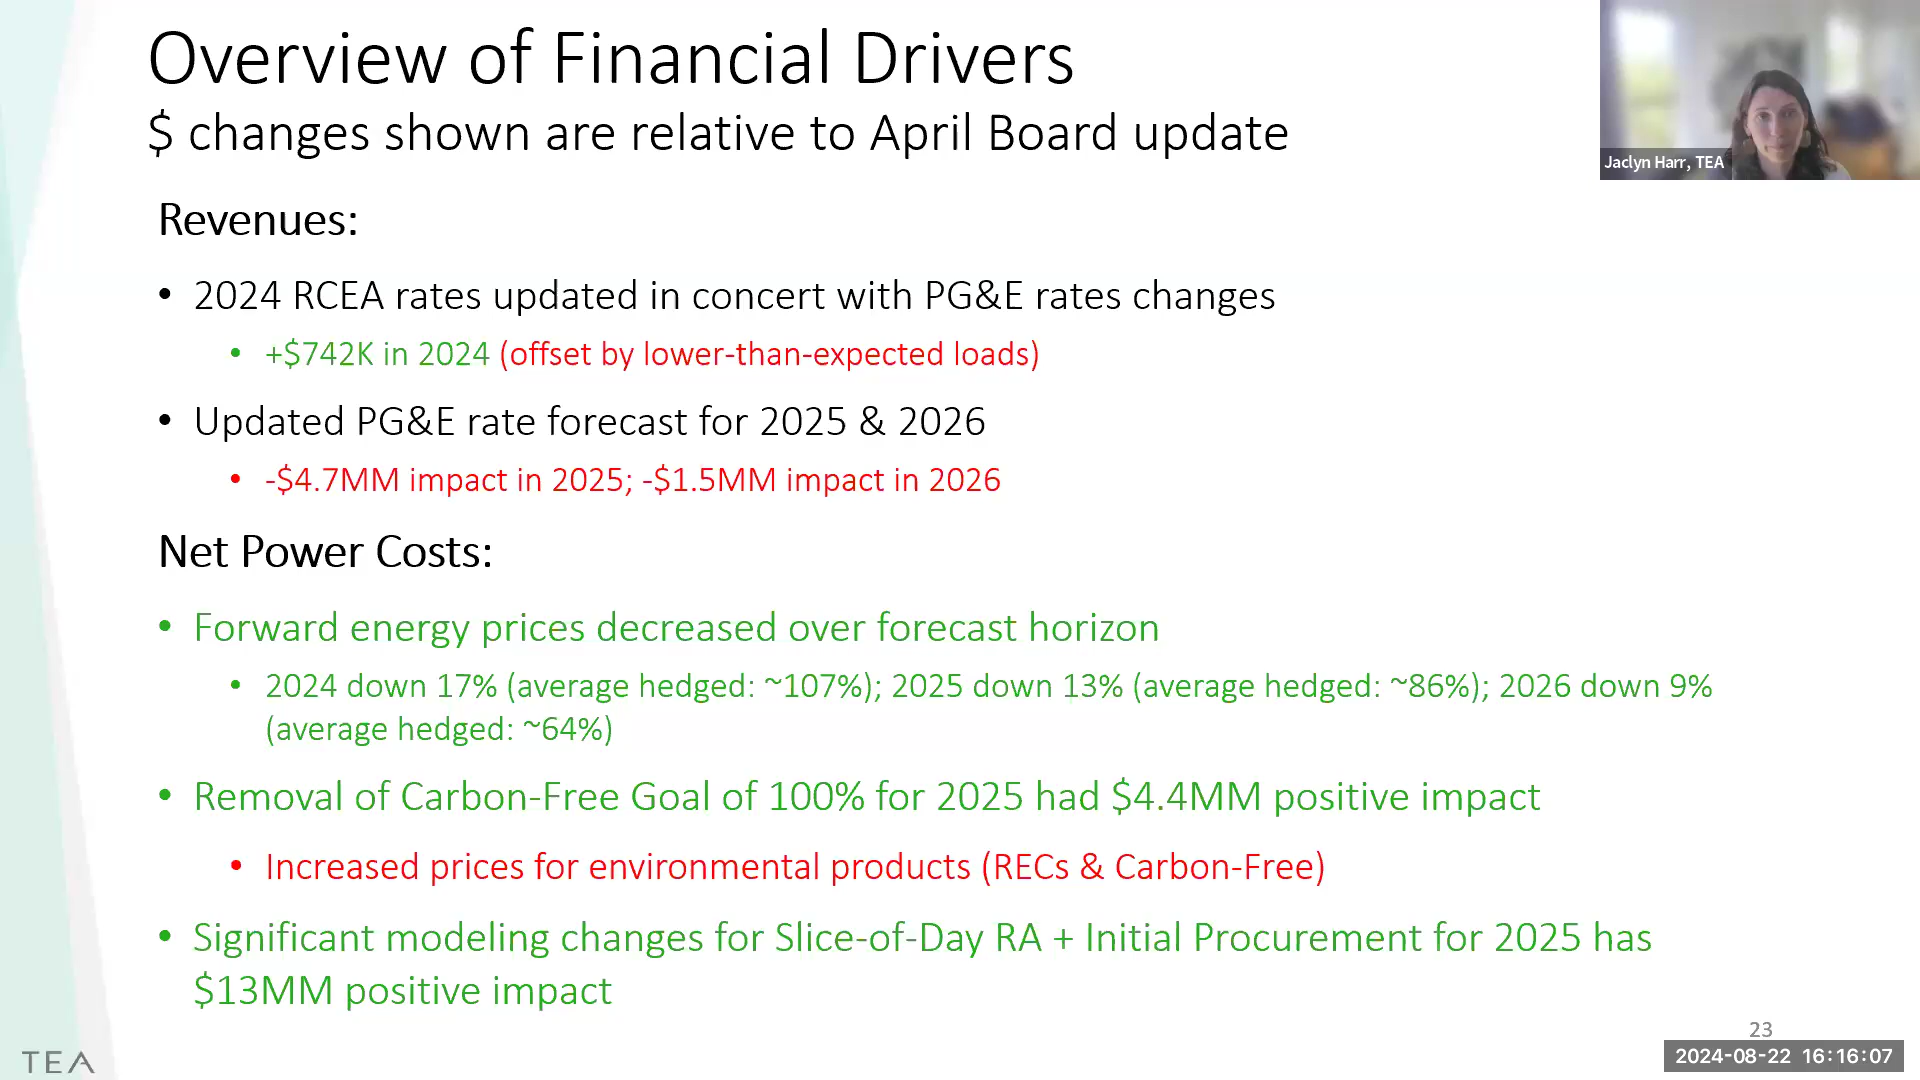 Overview of Financial Drivers
$ changes shown are relative to April Board update
Jaclyn Harr, TEA
Revenues:
• 2024 RCEA rates updated in concert with PG&E rates changes
• +$742K in 2024 (offset by lower-than-expected loads)
• Updated PG&E rate forecast for 2025 & 2026
• -$4.7MM impact in 2025; -$1.5MM impact in 2026
Net Power Costs:
• Forward energy prices decreased over forecast horizon
• 2024 down 17% (average hedged: ~107%); 2025 down 13% (average hedged: ~86%); 2026 down 9%
(average hedged: ~64%)
• Removal of Carbon-Free Goal of 100% for 2025 had $4.4MM positive impact
• Increased prices for environmental products (RECs & Carbon-Free)
• Significant modeling changes for Slice-of-Day RA + Initial Procurement for 2025 has
$13MM positive impact
23
TEA
2024-08-22 16:16:07